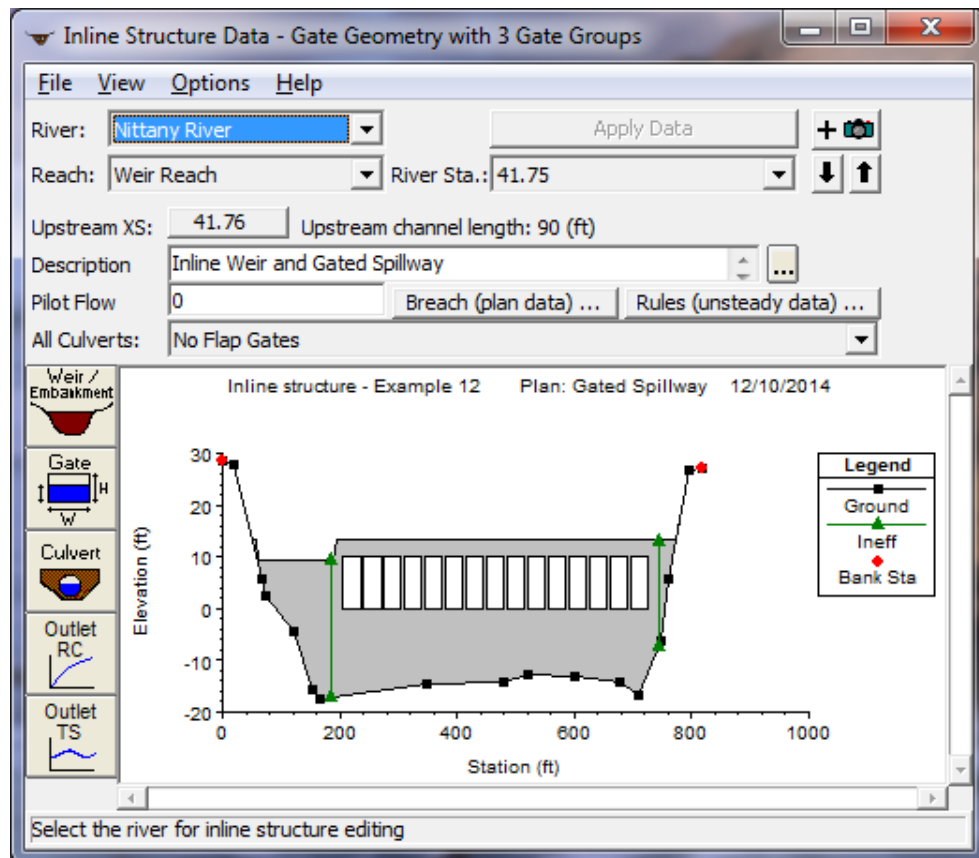 Inline Structure Data - Gate Geometry with 3 Gate Groups
File View Options Help
River: Nittany River Apply Data +
Reach: Weir Reach River Sta.: 41.75
Upstream XS: 41.76 Upstream channel length: 90 (ft)
Description Inline Weir and Gated Spillway ...
Pilot Flow 0 Breach (plan data) ... Rules (unsteady data) ...
All Culverts: No Flap Gates
Weir /
Embankment
Gate
H
W
Culvert
Outlet
RC
Outlet
TS
Inline structure - Example 12 Plan: Gated Spillway 12/10/2014
30
20
10
0
-10
-20
Elevation (ft)
0 200 400 600 800 1000
Station (ft)
Legend
Ground
Ineff
Bank Sta
Select the river for inline structure editing